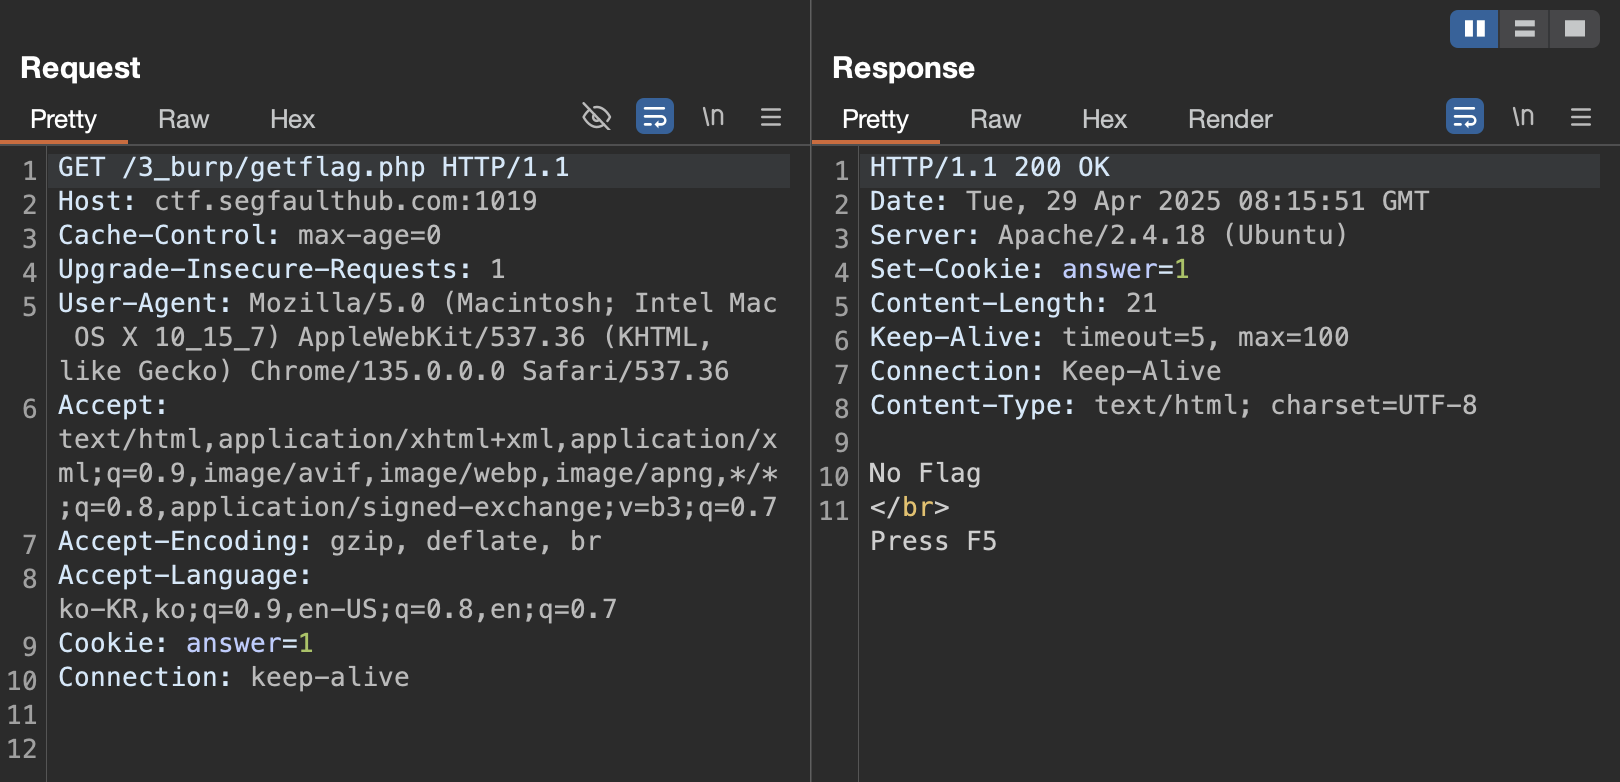 Request
Pretty Raw Hex \n
1 GET /3_burp/getflag.php HTTP/1.1
2 Host: ctf.segfaulthub.com:1019
3 Cache-Control: max-age=0
4 Upgrade-Insecure-Requests: 1
5 User-Agent: Mozilla/5.0 (Macintosh; Intel Mac
OS X 10_15_7) AppleWebKit/537.36 (KHTML,
like Gecko) Chrome/135.0.0.0 Safari/537.36
6 Accept:
text/html,application/xhtml+xml,application/x
ml;q=0.9,image/avif,image/webp,image/apng,*/*
;q=0.8,application/signed-exchange;v=b3;q=0.7
7 Accept-Encoding: gzip, deflate, br
8 Accept-Language:
ko-KR,ko;q=0.9,en-US;q=0.8,en;q=0.7
9 Cookie: answer=1
10 Connection: keep-alive
11
12
Response
Pretty Raw Hex Render \n
1 HTTP/1.1 200 OK
2 Date: Tue, 29 Apr 2025 08:15:51 GMT
3 Server: Apache/2.4.18 (Ubuntu)
4 Set-Cookie: answer=1
5 Content-Length: 21
6 Keep-Alive: timeout=5, max=100
7 Connection: Keep-Alive
8 Content-Type: text/html; charset=UTF-8
9
10 No Flag
11 </br>
Press F5